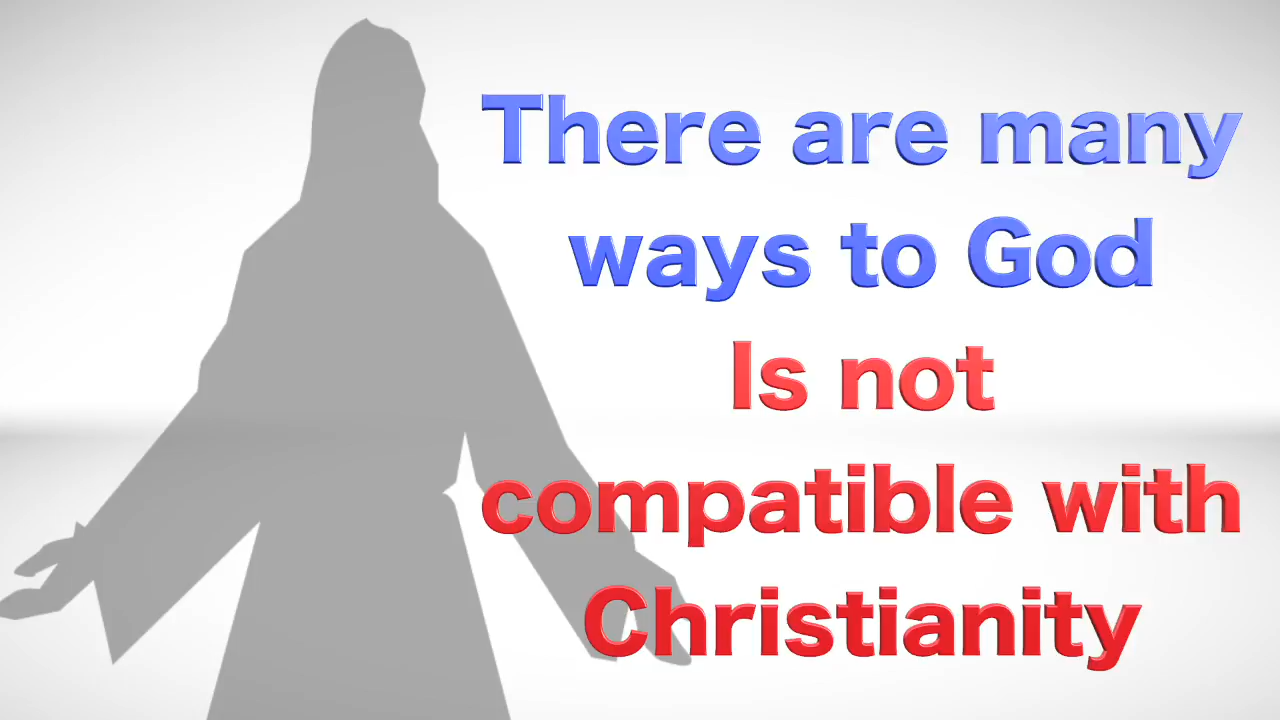 There are many
ways to God
Is not
compatible with
Christianity